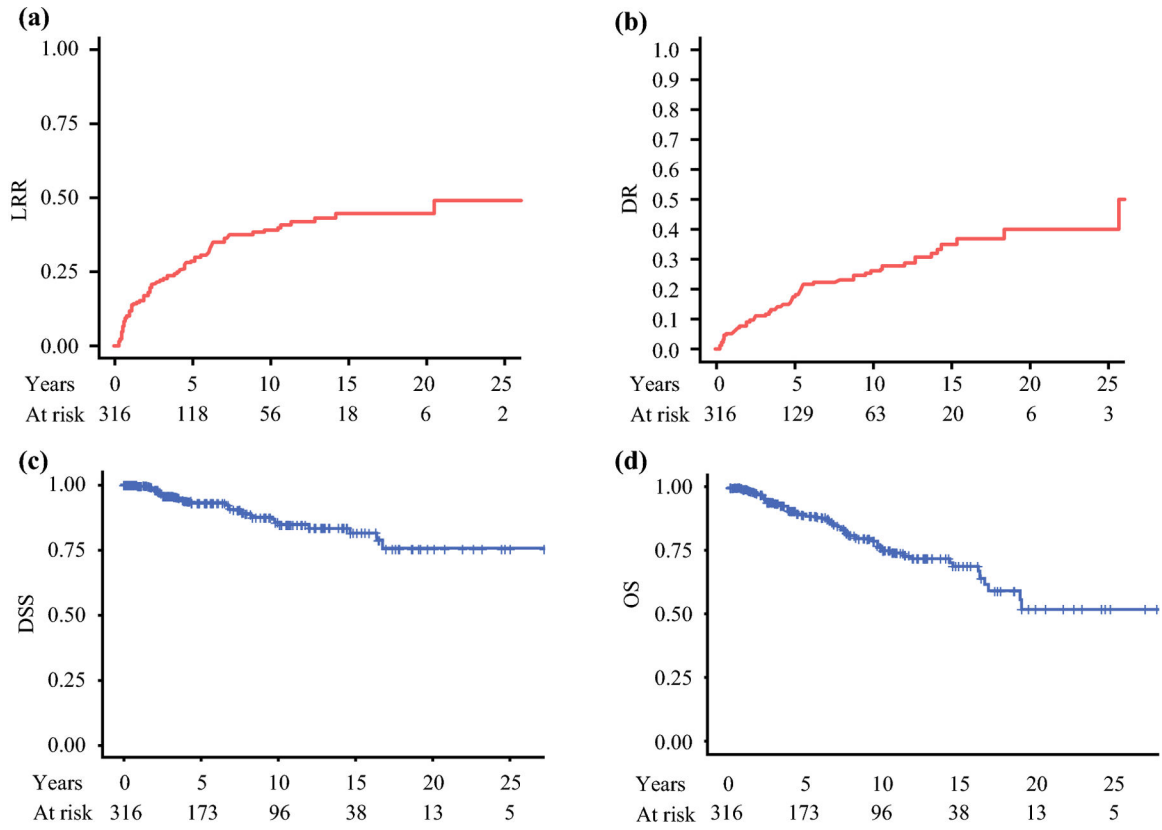 (a)
1.00
0.75
0.50
0.25
0.00
LRR
Years 0 5 10 15 20 25
At risk 316 118 56 18 6 2
(b)
1.0
0.9
0.8
0.7
0.6
0.5
0.4
0.3
0.2
0.1
0.0
DR
Years 0 5 10 15 20 25
At risk 316 129 63 20 6 3
(c)
1.00
0.75
0.50
0.25
0.00
DSS
Years 0 5 10 15 20 25
At risk 316 173 96 38 13 5
(d)
1.00
0.75
0.50
0.25
0.00
OS
Years 0 5 10 15 20 25
At risk 316 173 96 38 13 5